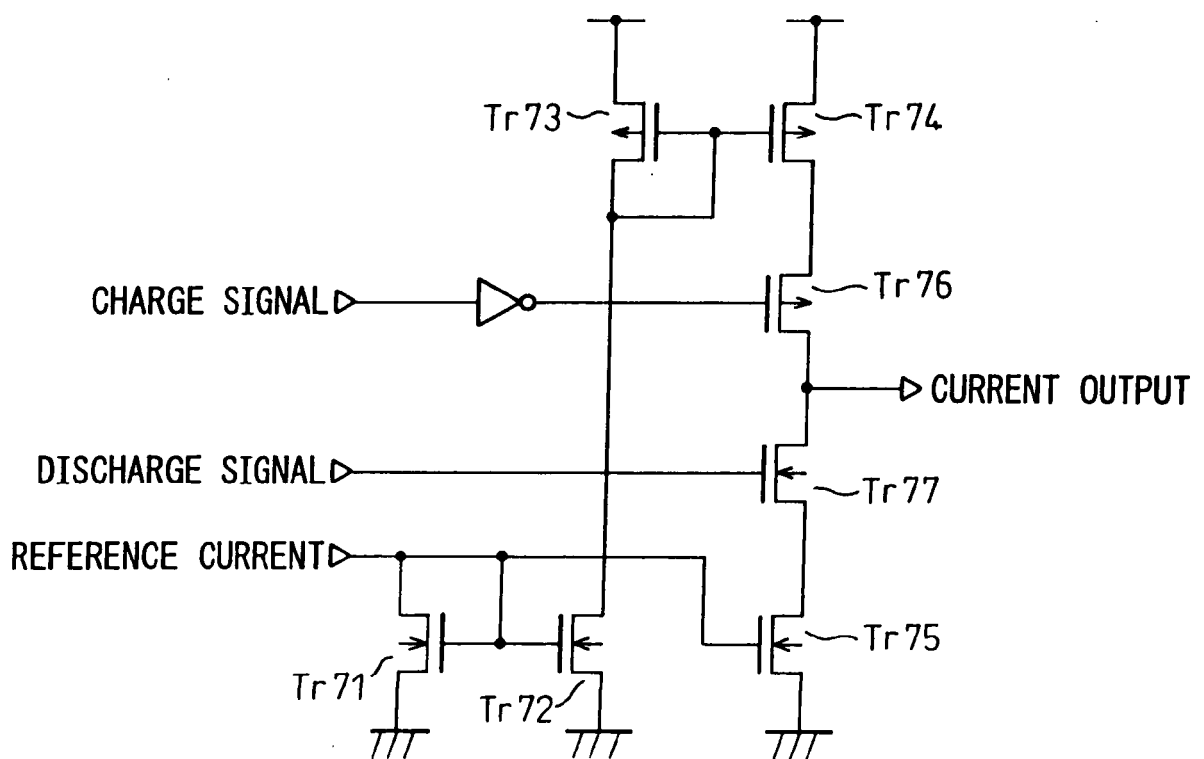 Tr73
Tr74
CHARGE SIGNAL
Tr76
CURRENT OUTPUT
DISCHARGE SIGNAL
Tr77
REFERENCE CURRENT
Tr71
Tr72
Tr75